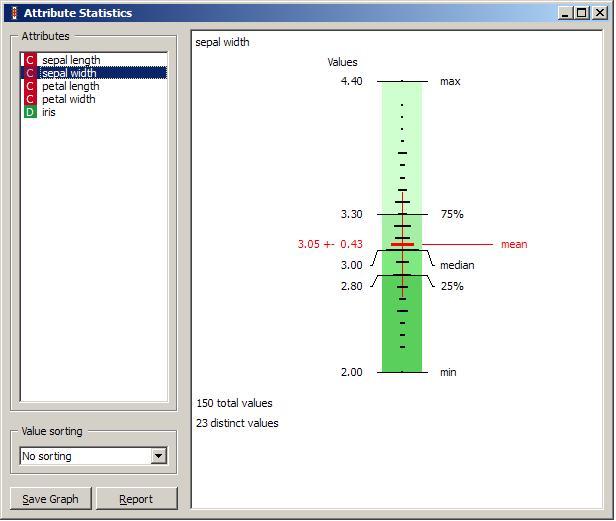 Attribute Statistics
Attributes
C sepal length
C sepal width
C petal length
C petal width
D iris
Value sorting
No sorting
Save Graph Report
sepal width
Values
4.40 max
3.30 75%
3.05 +- 0.43 mean
3.00 median
2.80 25%
2.00 min
150 total values
23 distinct values